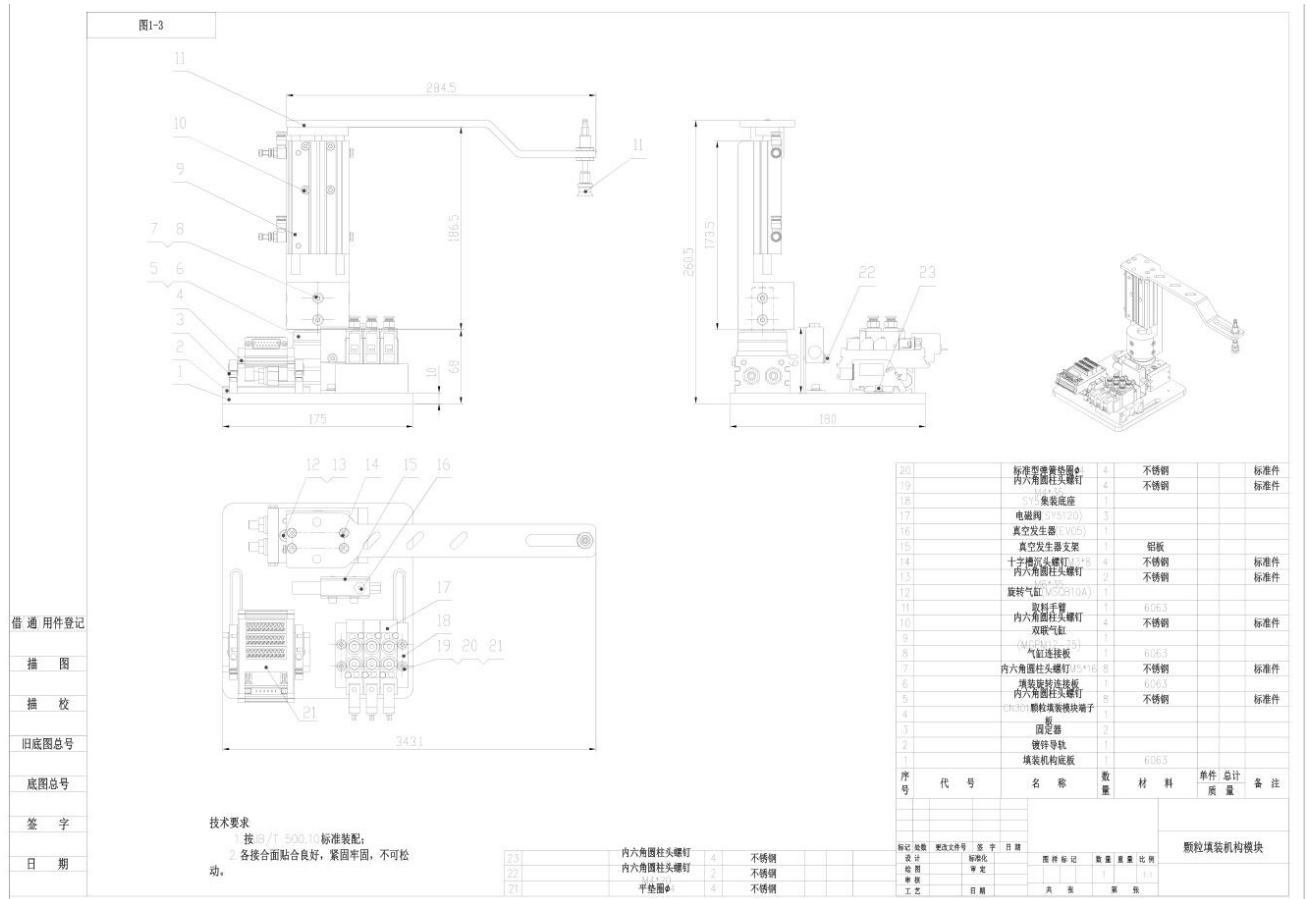 图1-3
11
284.5
10
11
9
7 8
186.5
173.5
260.5
5 6
22 23
4
3
2
1
68
10
60
175
180
12 13 14 15 16
17
18
19 20 21
21
343.1
借 通 用件登记
描 图
描 校
旧底图总号
底图总号
签 字
日 期
技术要求
标准装配;
2.各接合面贴合良好，紧固牢固，不可松
动。
20 标准型弹簧垫圈ф 4 不锈钢 标准件
19 内六角圆柱头螺钉 4 不锈钢 标准件
18 集装底座 1
17 电磁阀(SY5120) 3
16 真空发生器(EV05) 1
15 真空发生器支架 1 铝板
14 十字槽沉头螺钉M3*8 4 不锈钢 标准件
13 内六角圆柱头螺钉 2 不锈钢 标准件
12 旋转气缸(MSQB10A) 1
11 取料手臂 1 6063
10 内六角圆柱头螺钉 4 不锈钢 标准件
9 双联气缸 1
8 气缸连接板 1 6063
7 内六角圆柱头螺钉M5*16 8 不锈钢 标准件
6 填装旋转连接板 1 6063
5 内六角圆柱头螺钉 8 不锈钢 标准件
4 颗粒填装模块端子板 1
3 固定器 2
2 镀锌导轨 1
1 填装机构底板 1 6063
序号 代 号 名 称 数量 材 料 单件 总计 质 量 备 注
23 内六角圆柱头螺钉 4 不锈钢
22 内六角圆柱头螺钉 2 不锈钢
M4*20
21 平垫圈ф4 4 不锈钢
标记 处数 更改文件号 签 字 日 期
设 计 标准化 图 样 标 记 数 量 重 量 比 例
绘 图 审 定 1 1:1
审 核
工 艺 日 期 共 张 第 张
颗粒填装机构模块